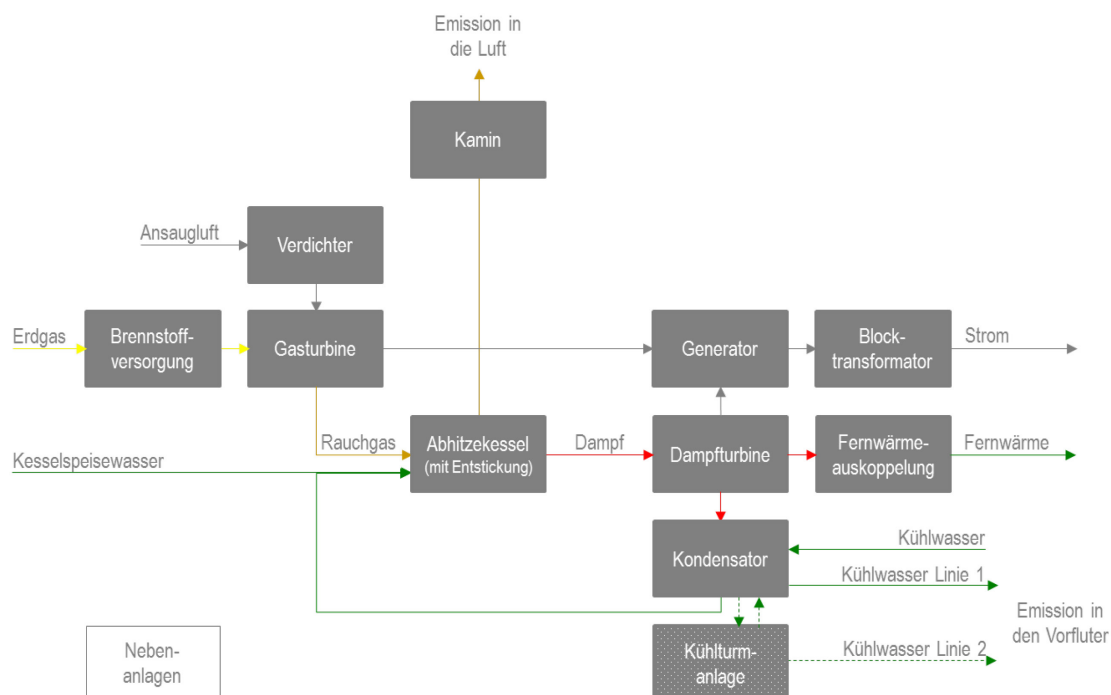 Emission in
die Luft
Kamin
Ansaugluft
Verdichter
Erdgas
Brennstoff-
versorgung
Gasturbine
Generator
Block-
transformator
Strom
Rauchgas
Abhitzekessel
(mit Entstickung)
Dampf
Dampfturbine
Fernwärme-
auskoppelung
Fernwärme
Kesselspeisewasser
Kondensator
Kühlwasser
Kühlwasser Linie 1
Emission in
den Vorfluter
Neben-
anlagen
Kühlturm-
anlage
Kühlwasser Linie 2